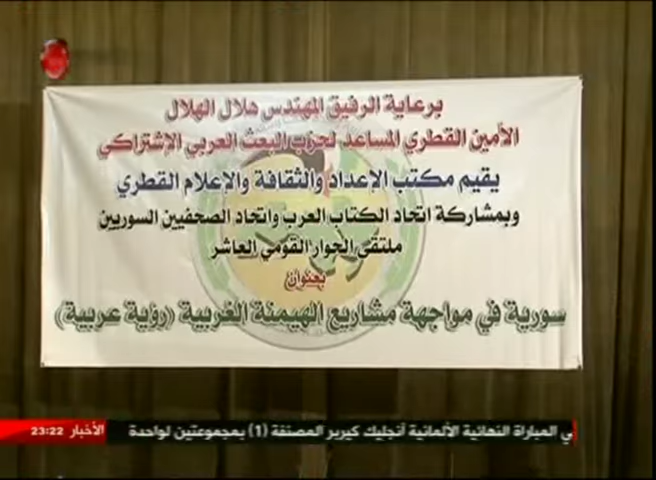 برعاية الرفيق المهندس هلال الهلال
الأمين القطري المساعد لحزب البعث العربي الإشتراكي
يقيم مكتب الإعداد والثقافة والإعلام القطري
وبمشاركة اتحاد الكتاب العرب واتحاد الصحفيين السوريين
ملتقى الحوار القومي العاشر
بعنوان
سورية في مواجهة مشاريع الهيمنة الغربية (رؤية عربية)
23:22 الأخبار
ي المباراة النهائية الألمانية أنجليك كيربر المصنفة (1) بمجموعتين لواحدة